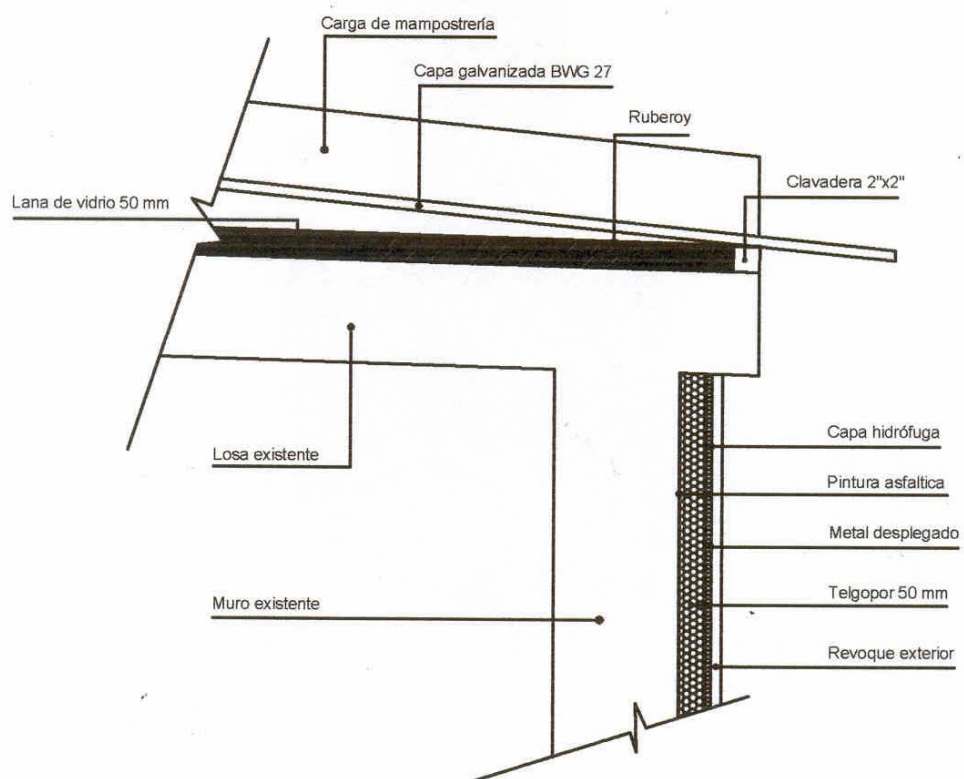 Carga de mampostrería
Capa galvanizada BWG 27
Ruberoy
Clavadera 2"x2"
Lana de vidrio 50 mm
Losa existente
Capa hidrófuga
Pintura asfaltica
Metal desplegado
Muro existente
Telgopor 50 mm
Revoque exterior